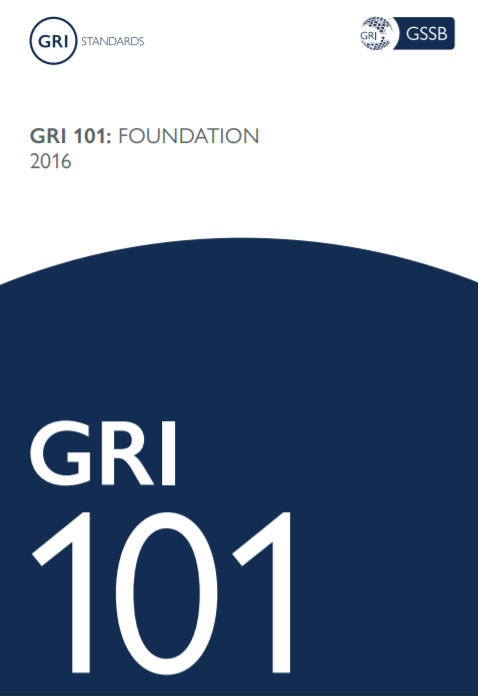 GRI STANDARDS
GRI GSSB
GRI 101: FOUNDATION
2016
GRI
101